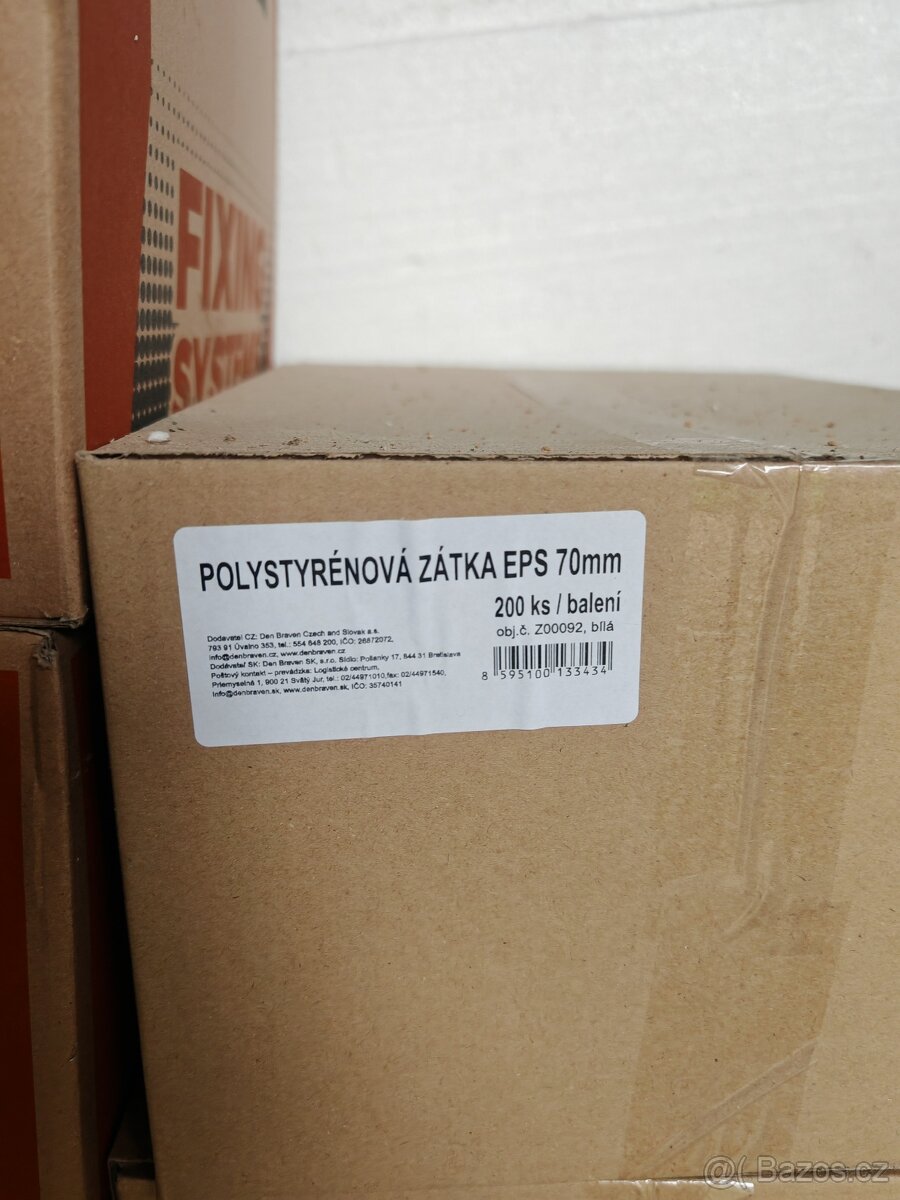 FIXING
SYSTEMS
POLYSTYRÉNOVÁ ZÁTKA EPS 70mm
200 ks / balení
obj.č. Z00092, bílá
Dodavatel CZ: Den Braven Czech and Slovak a.s.
793 91 Úvalno 353, tel.: 554 648 200, IČO: 26872072,
info@denbraven.cz, www.denbraven.cz
Dodávateľ SK: Den Braven SK, s.r.o. Sídlo: Polianky 17, 844 31 Bratislava
Poštový kontakt – prevádzka: Logistické centrum,
Priemyselná 1, 900 21 Svätý Jur, tel.: 02/44971010,fax: 02/44971540,
info@denbraven.sk, www.denbraven.sk, IČO: 35740141
8 595100 133434
@ Bazos.cz